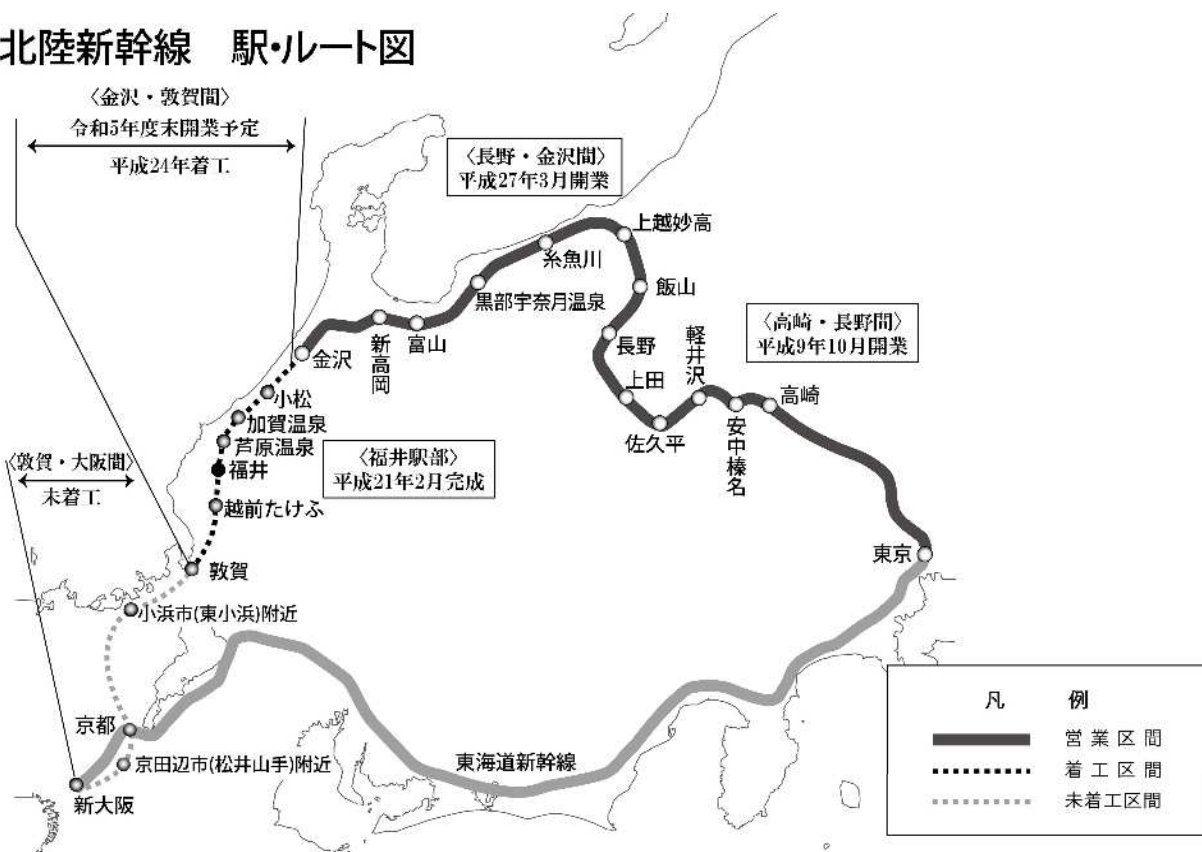 北陸新幹線　駅・ルート図
〈金沢・敦賀間〉
令和5年度末開業予定
平成24年着工
〈長野・金沢間〉
平成27年3月開業
上越妙高
糸魚川
飯山
黒部宇奈月温泉
〈高崎・長野間〉
平成9年10月開業
長野
軽井沢
富山
新高岡
金沢
上田
高崎
小松
佐久平
安中榛名
加賀温泉
芦原温泉
〈福井駅部〉
平成21年2月完成
福井
〈敦賀・大阪間〉
未着工
越前たけふ
東京
敦賀
小浜市(東小浜)附近
京都
京田辺市(松井山手)附近
東海道新幹線
新大阪
凡　例
営業区間
着工区間
未着工区間